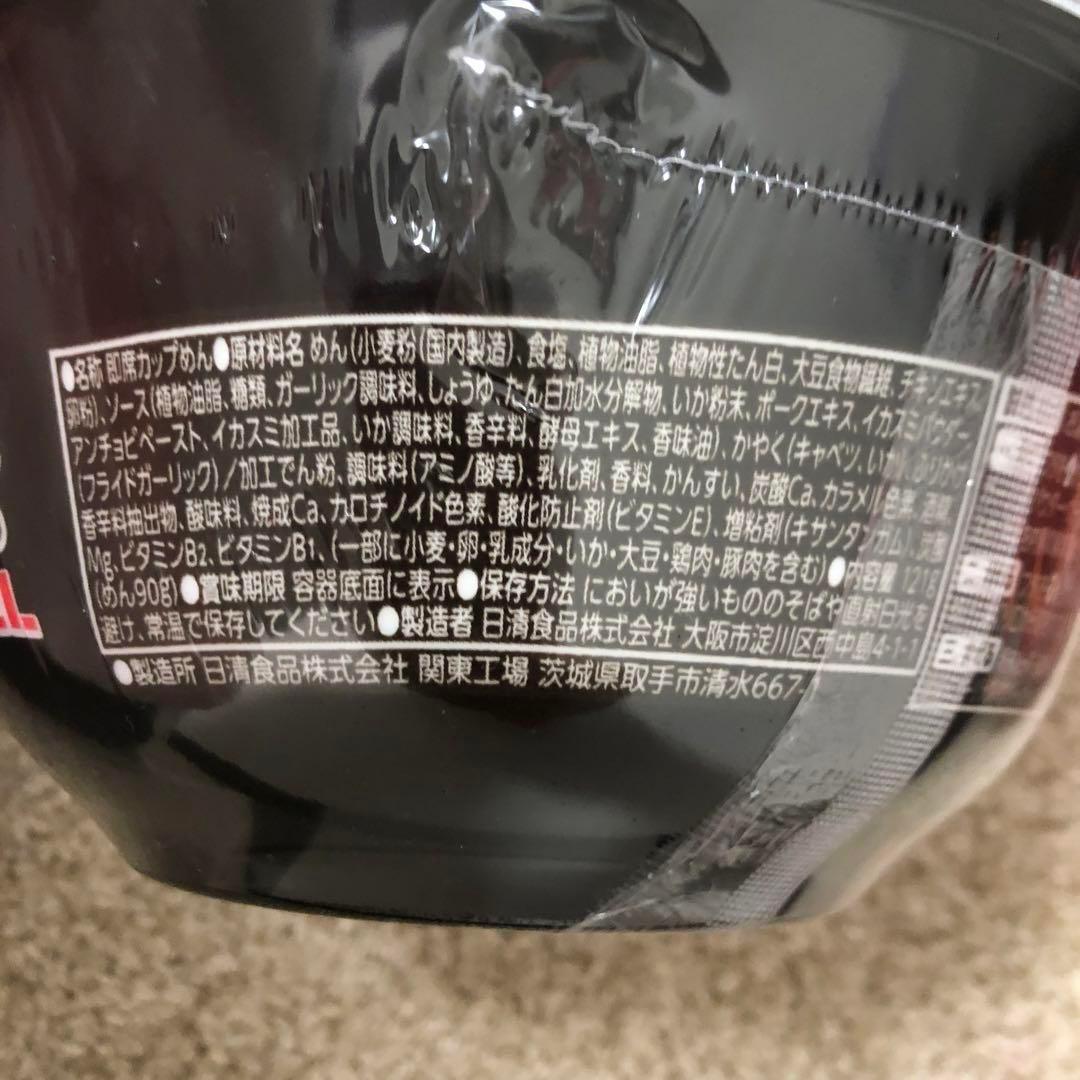 ●名称 即席カップめん●原材料名 めん(小麦粉(国内製造)、食塩、植物油脂、植物性たん白、大豆食物繊維、チキンエキス、
卵粉)、ソース(植物油脂、糖類、ガーリック調味料、しょうゆ、たん白加水分解物、いか粉末、ポークエキス、イカスミパウダー、
アンチョビペースト、イカスミ加工品、いか調味料、香辛料、酵母エキス、香味油)、かやく(キャベツ、
(フライドガーリック)/加工でん粉、調味料(アミノ酸等)、乳化剤、香料、かんすい、炭酸Ca、カラメル色素、酒精、
香辛料抽出物、酸味料、焼成Ca、カロチノイド色素、酸化防止剤(ビタミンE)、増粘剤(キサンタンガム)、
Mg、ビタミンB2、ビタミンB1、(一部に小麦・卵・乳成分・いか・大豆・鶏肉・豚肉を含む)●内容量
(めん90g)●賞味期限 容器底面に表示●保存方法 においが強いもののそばや直射日光を
避け、常温で保存してください●製造者 日清食品株式会社 大阪市淀川区西中島4-1-1
●製造所 日清食品株式会社 関東工場 茨城県取手市清水667-